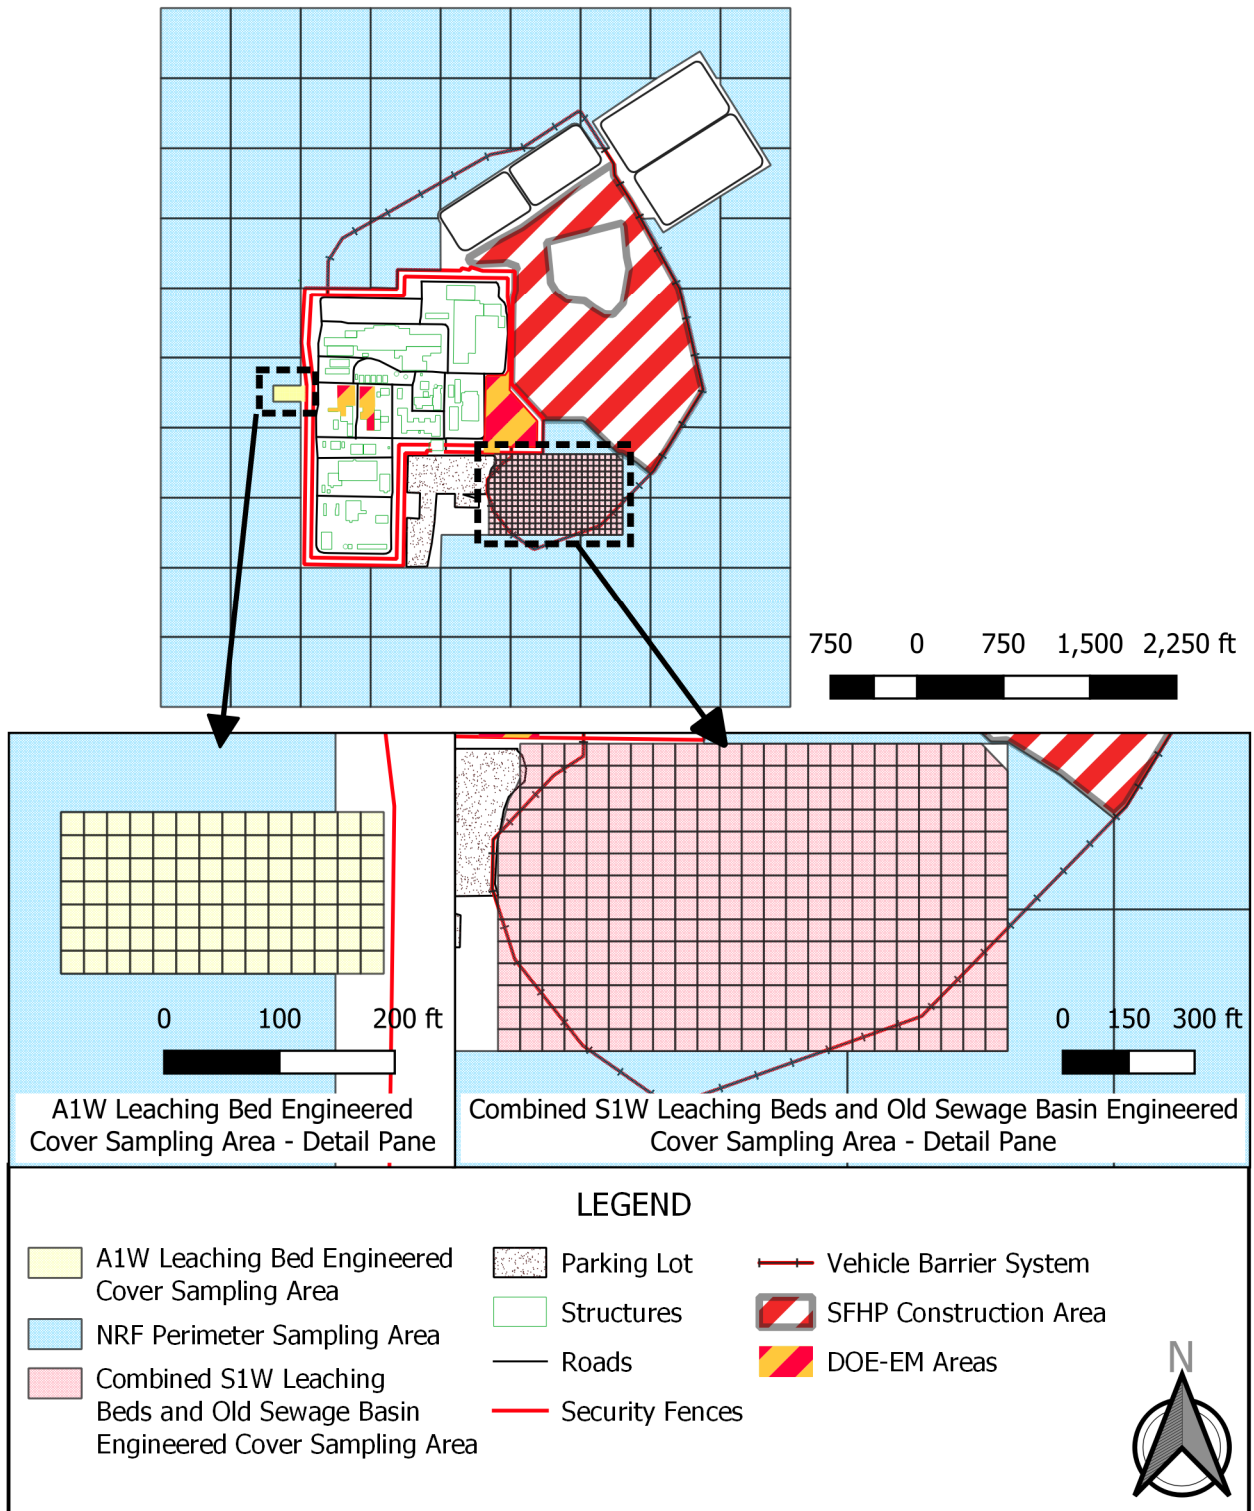 750 0 750 1,500 2,250 ft
0 100 200 ft
A1W Leaching Bed Engineered
Cover Sampling Area - Detail Pane
0 150 300 ft
Combined S1W Leaching Beds and Old Sewage Basin Engineered
Cover Sampling Area - Detail Pane
LEGEND
A1W Leaching Bed Engineered
Cover Sampling Area
NRF Perimeter Sampling Area
Combined S1W Leaching
Beds and Old Sewage Basin
Engineered Cover Sampling Area
Parking Lot
Structures
Roads
Security Fences
Vehicle Barrier System
SFHP Construction Area
DOE-EM Areas
N